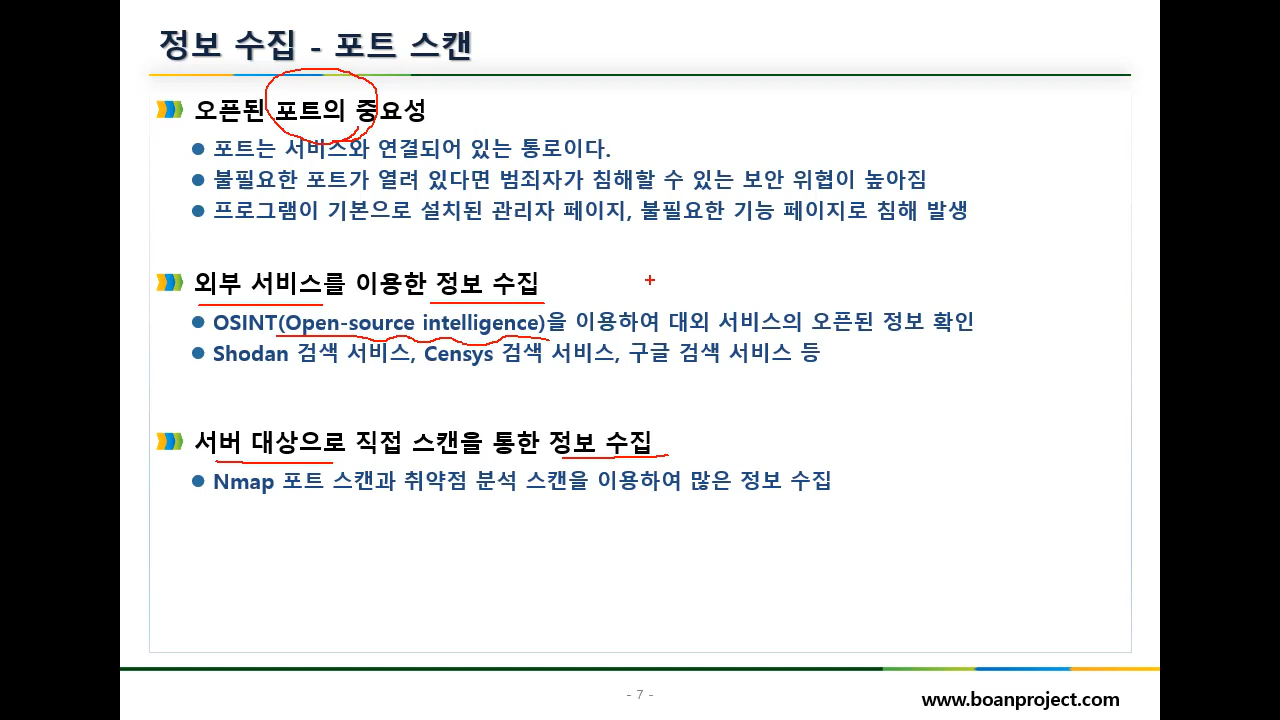 정보 수집 - 포트 스캔
오픈된 포트의 중요성
포트는 서비스와 연결되어 있는 통로이다.
불필요한 포트가 열려 있다면 범죄자가 침해할 수 있는 보안 위협이 높아짐
프로그램이 기본으로 설치된 관리자 페이지, 불필요한 기능 페이지로 침해 발생
외부 서비스를 이용한 정보 수집
OSINT(Open-source intelligence)을 이용하여 대외 서비스의 오픈된 정보 확인
Shodan 검색 서비스, Censys 검색 서비스, 구글 검색 서비스 등
서버 대상으로 직접 스캔을 통한 정보 수집
Nmap 포트 스캔과 취약점 분석 스캔을 이용하여 많은 정보 수집
- 7 -
www.boanproject.com